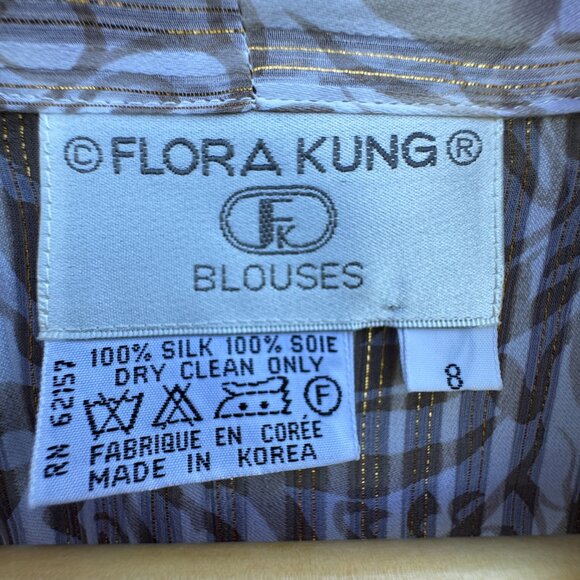 © FLORA KUNG ®
FK
BLOUSES
100% SILK 100% SOIE
DRY CLEAN ONLY
F
FABRIQUE EN CORÉE
MADE IN KOREA
RN 62457
8